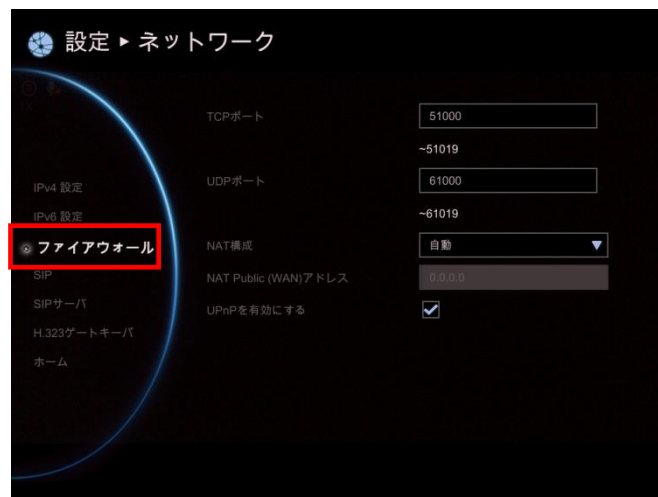 設定 ▸ ネットワーク
1X
TCPポート
51000
~51019
UDPポート
61000
~61019
NAT構成
自動
NAT Public (WAN)アドレス
0.0.0.0
UPnPを有効にする
IPv4 設定
IPv6 設定
ファイアウォール
SIP
SIPサーバ
H.323ゲートキーパ
ホーム